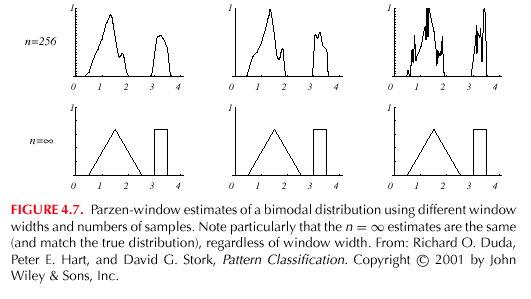 1 1 1
n=256
0 1 2 3 4 0 1 2 3 4 0 1 2 3 4
1 1 1
n=∞
0 1 2 3 4 0 1 2 3 4 0 1 2 3 4
FIGURE 4.7. Parzen-window estimates of a bimodal distribution using different window
widths and numbers of samples. Note particularly that the n = ∞ estimates are the same
(and match the true distribution), regardless of window width. From: Richard O. Duda,
Peter E. Hart, and David G. Stork, Pattern Classification. Copyright © 2001 by John
Wiley & Sons, Inc.